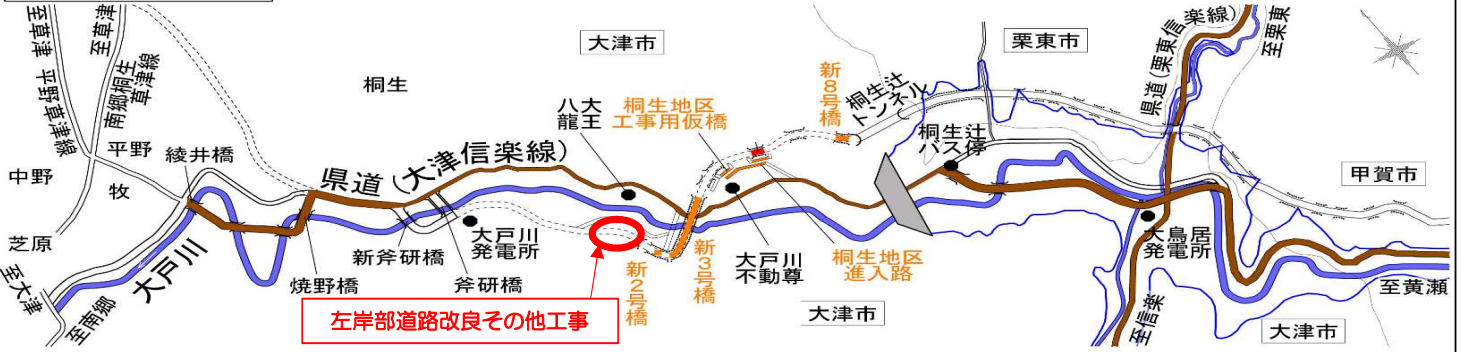 至草津
平野草津線
至草津
南郷桐生
草津線
平野
中野
牧
芝原
至大津
至南郷
大戸川
綾井橋
桐生
県道(大津信楽線)
焼野橋
新斧研橋
斧研橋
大戸川
発電所
八大
龍王
大津市
桐生地区
工事用仮橋
新2号橋
新3号橋
左岸部道路改良その他工事
大戸川
不動尊
桐生地区
進入路
新8号橋
桐生辻
トンネル
桐生辻
バス停
栗東市
大津市
県道(栗東信楽線)
至栗東
甲賀市
大鳥居
発電所
至信楽
至黄瀬
大津市